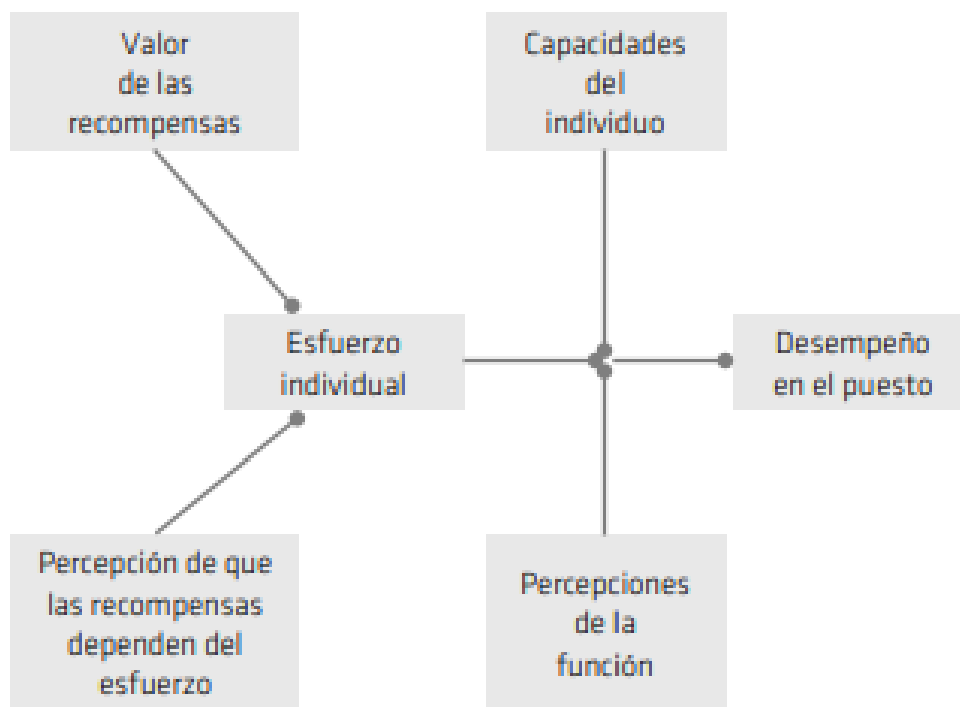 Valor
de las
recompensas
Capacidades
del
individuo
Esfuerzo
individual
Desempeño
en el puesto
Percepción de que
las recompensas
dependen del
esfuerzo
Percepciones
de la
función